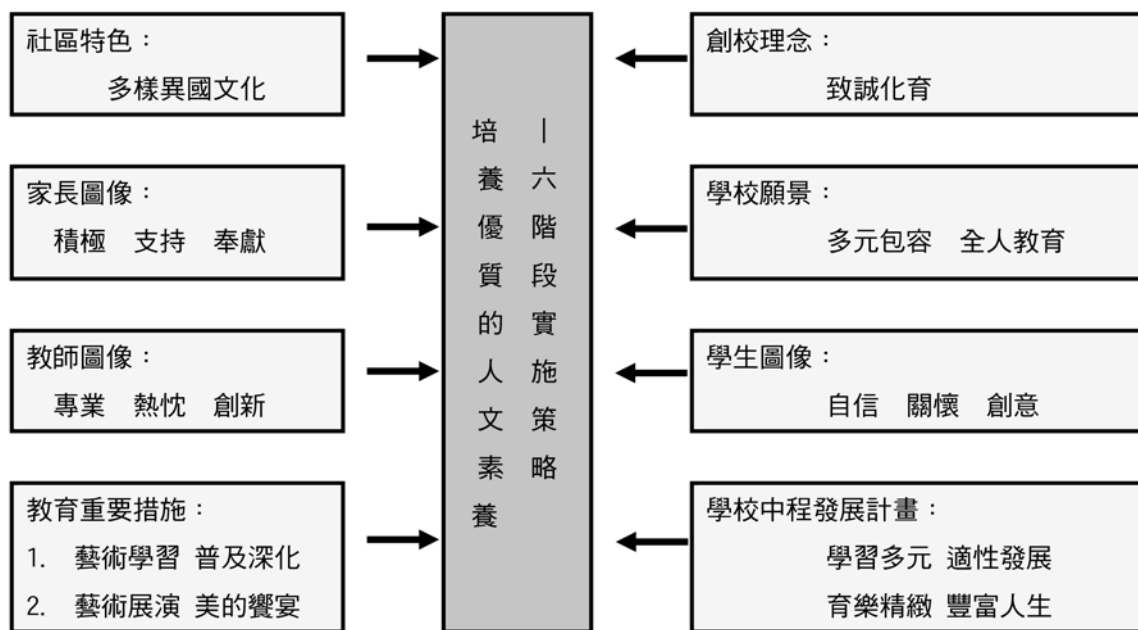 社區特色：
多樣異國文化
家長圖像：
積極 支持 奉獻
教師圖像：
專業 熱忱 創新
教育重要措施：
1. 藝術學習 普及深化
2. 藝術展演 美的饗宴
培養優質的人文素養
｜六階段實施策略
創校理念：
致誠化育
學校願景：
多元包容 全人教育
學生圖像：
自信 關懷 創意
學校中程發展計畫：
學習多元 適性發展
育樂精緻 豐富人生